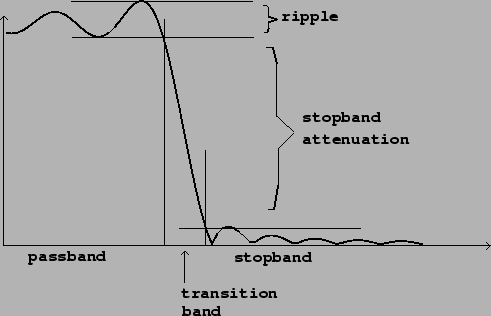 ripple
stopband
attenuation
passband
stopband
transition
band